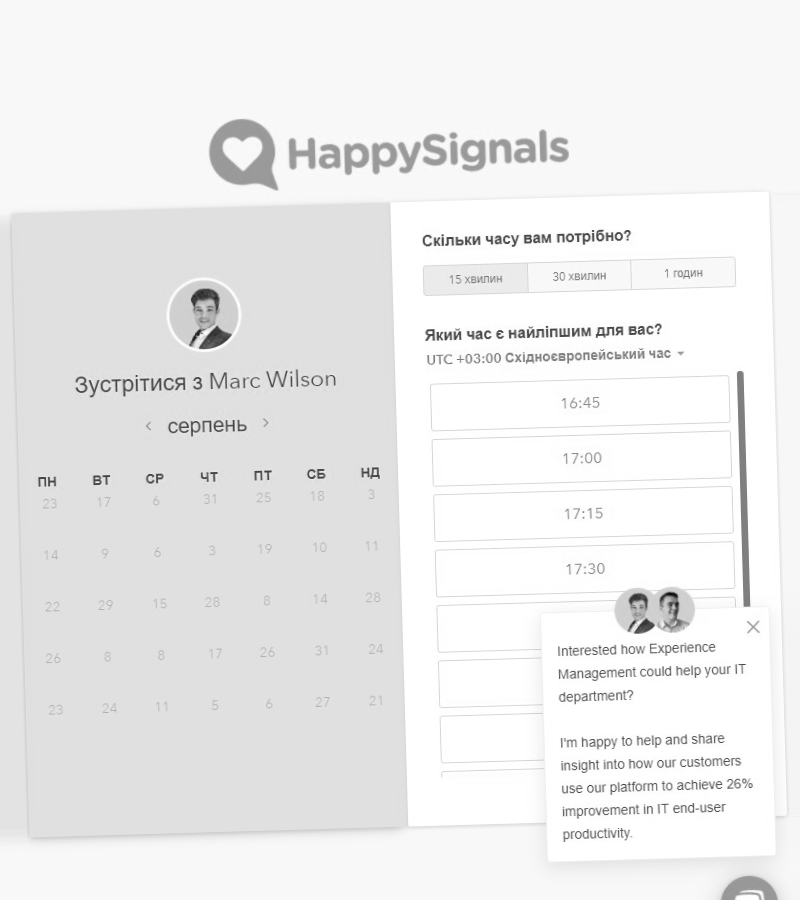 HappySignals
Зустрітися з Marc Wilson
серпень
ПН ВТ СР ЧТ ПТ СБ НД
23 17 6 31 25 18 3
14 9 6 3 19 10 11
22 29 15 28 8 14 28
26 8 8 17 26 31 24
23 24 11 5 6 27 21
Скільки часу вам потрібно?
15 хвилин 30 хвилин 1 годин
Який час є найліпшим для вас?
UTC +03:00 Східноєвропейський час
16:45
17:00
17:15
17:30
Interested how Experience
Management could help your IT
department?
I'm happy to help and share
insight into how our customers
use our platform to achieve 26%
improvement in IT end-user
productivity.